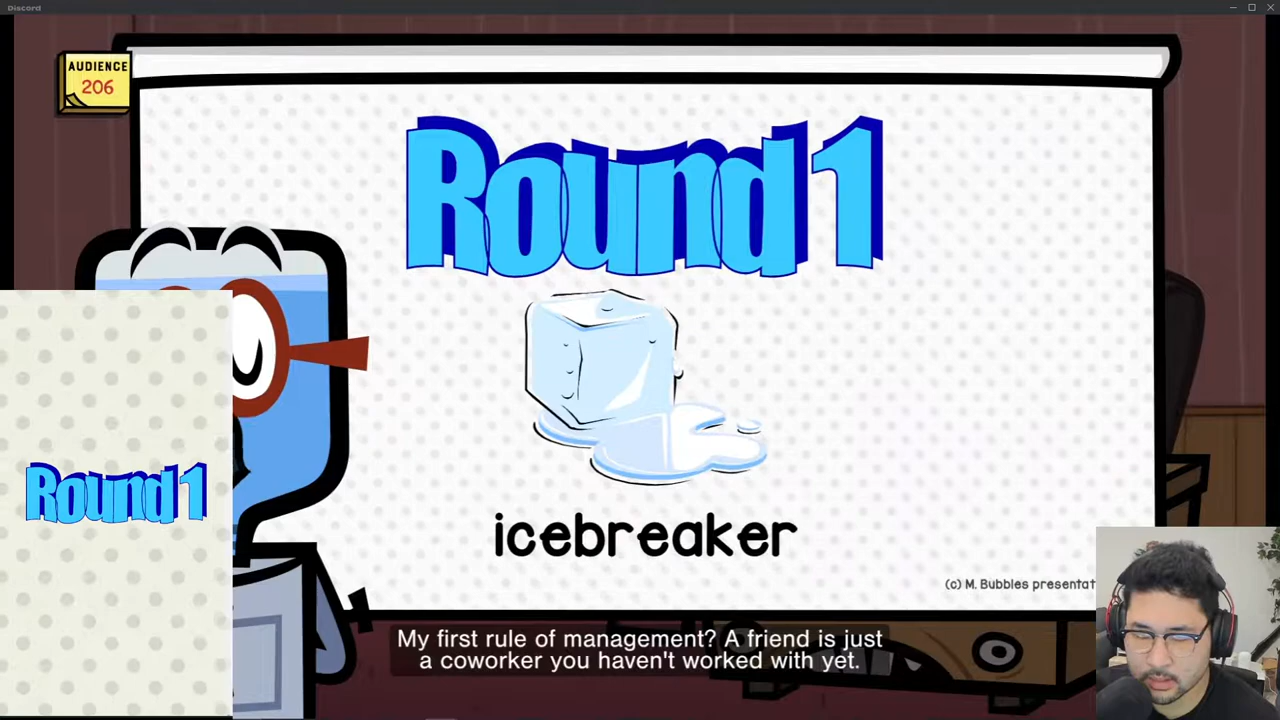 Discord
AUDIENCE
206
Round 1
Round 1
icebreaker
(c) M. Bubbles presentat
My first rule of management? A friend is just
a coworker you haven't worked with yet.